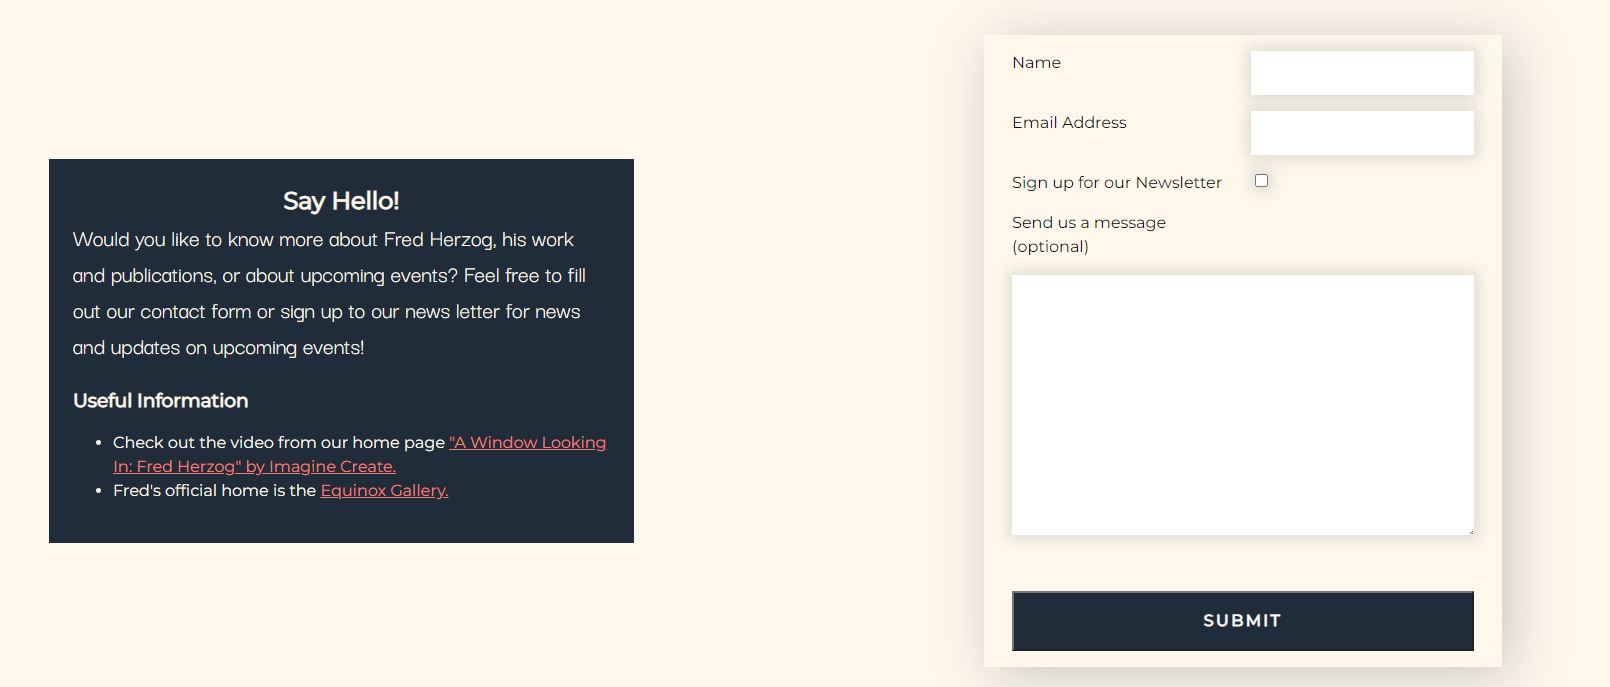 Say Hello!
Would you like to know more about Fred Herzog, his work
and publications, or about upcoming events? Feel free to fill
out our contact form or sign up to our news letter for news
and updates on upcoming events!
Useful Information
• Check out the video from our home page "A Window Looking
In: Fred Herzog" by Imagine Create.
• Fred's official home is the Equinox Gallery.
Name
Email Address
Sign up for our Newsletter
Send us a message
(optional)
SUBMIT